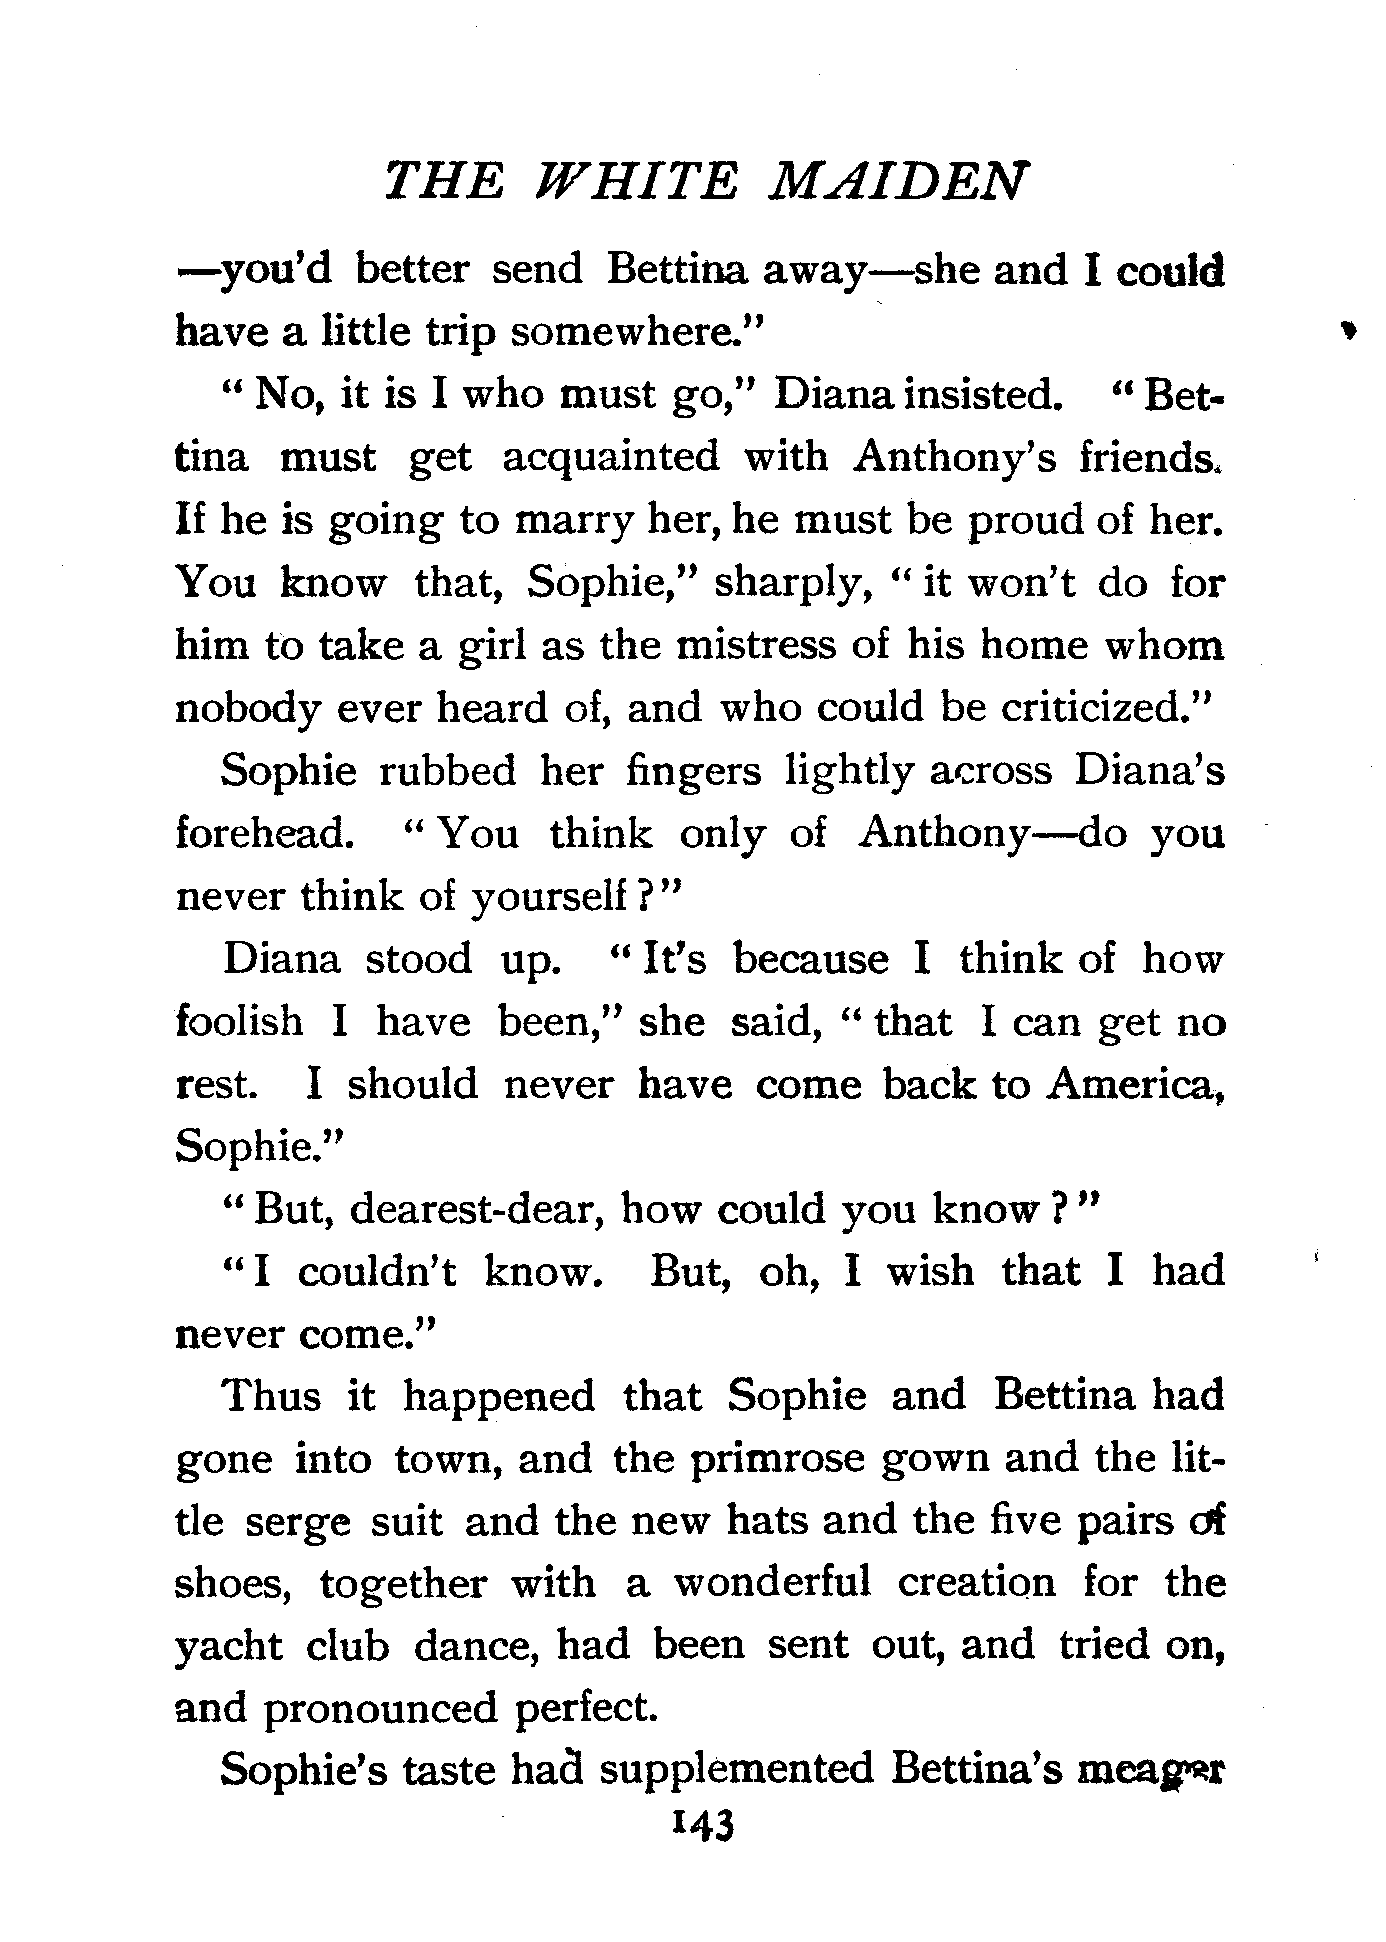 THE WHITE MAIDEN
—you'd better send Bettina away—she and I could
have a little trip somewhere."
" No, it is I who must go," Diana insisted. " Bet-
tina must get acquainted with Anthony's friends.
If he is going to marry her, he must be proud of her.
You know that, Sophie," sharply, " it won't do for
him to take a girl as the mistress of his home whom
nobody ever heard of, and who could be criticized."
Sophie rubbed her fingers lightly across Diana's
forehead. " You think only of Anthony—do you
never think of yourself ? "
Diana stood up. " It's because I think of how
foolish I have been," she said, " that I can get no
rest. I should never have come back to America,
Sophie."
" But, dearest-dear, how could you know ? "
" I couldn't know. But, oh, I wish that I had
never come."
Thus it happened that Sophie and Bettina had
gone into town, and the primrose gown and the lit-
tle serge suit and the new hats and the five pairs of
shoes, together with a wonderful creation for the
yacht club dance, had been sent out, and tried on,
and pronounced perfect.
Sophie's taste had supplemented Bettina's meager
143